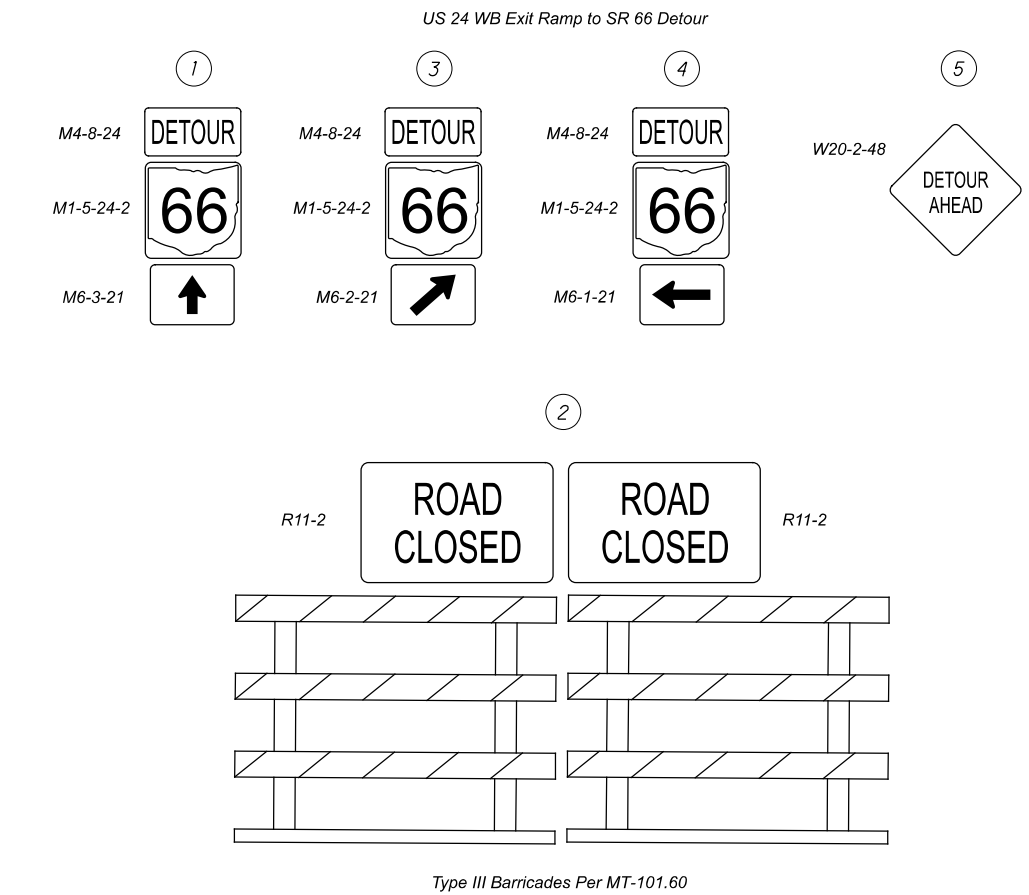 US 24 WB Exit Ramp to SR 66 Detour
1
3
4
5
M4-8-24
DETOUR
M4-8-24
DETOUR
M4-8-24
DETOUR
W20-2-48
DETOUR
AHEAD
M1-5-24-2
66
M1-5-24-2
66
M1-5-24-2
66
M6-3-21
M6-2-21
M6-1-21
2
R11-2
ROAD
CLOSED
ROAD
CLOSED
R11-2
Type III Barricades Per MT-101.60